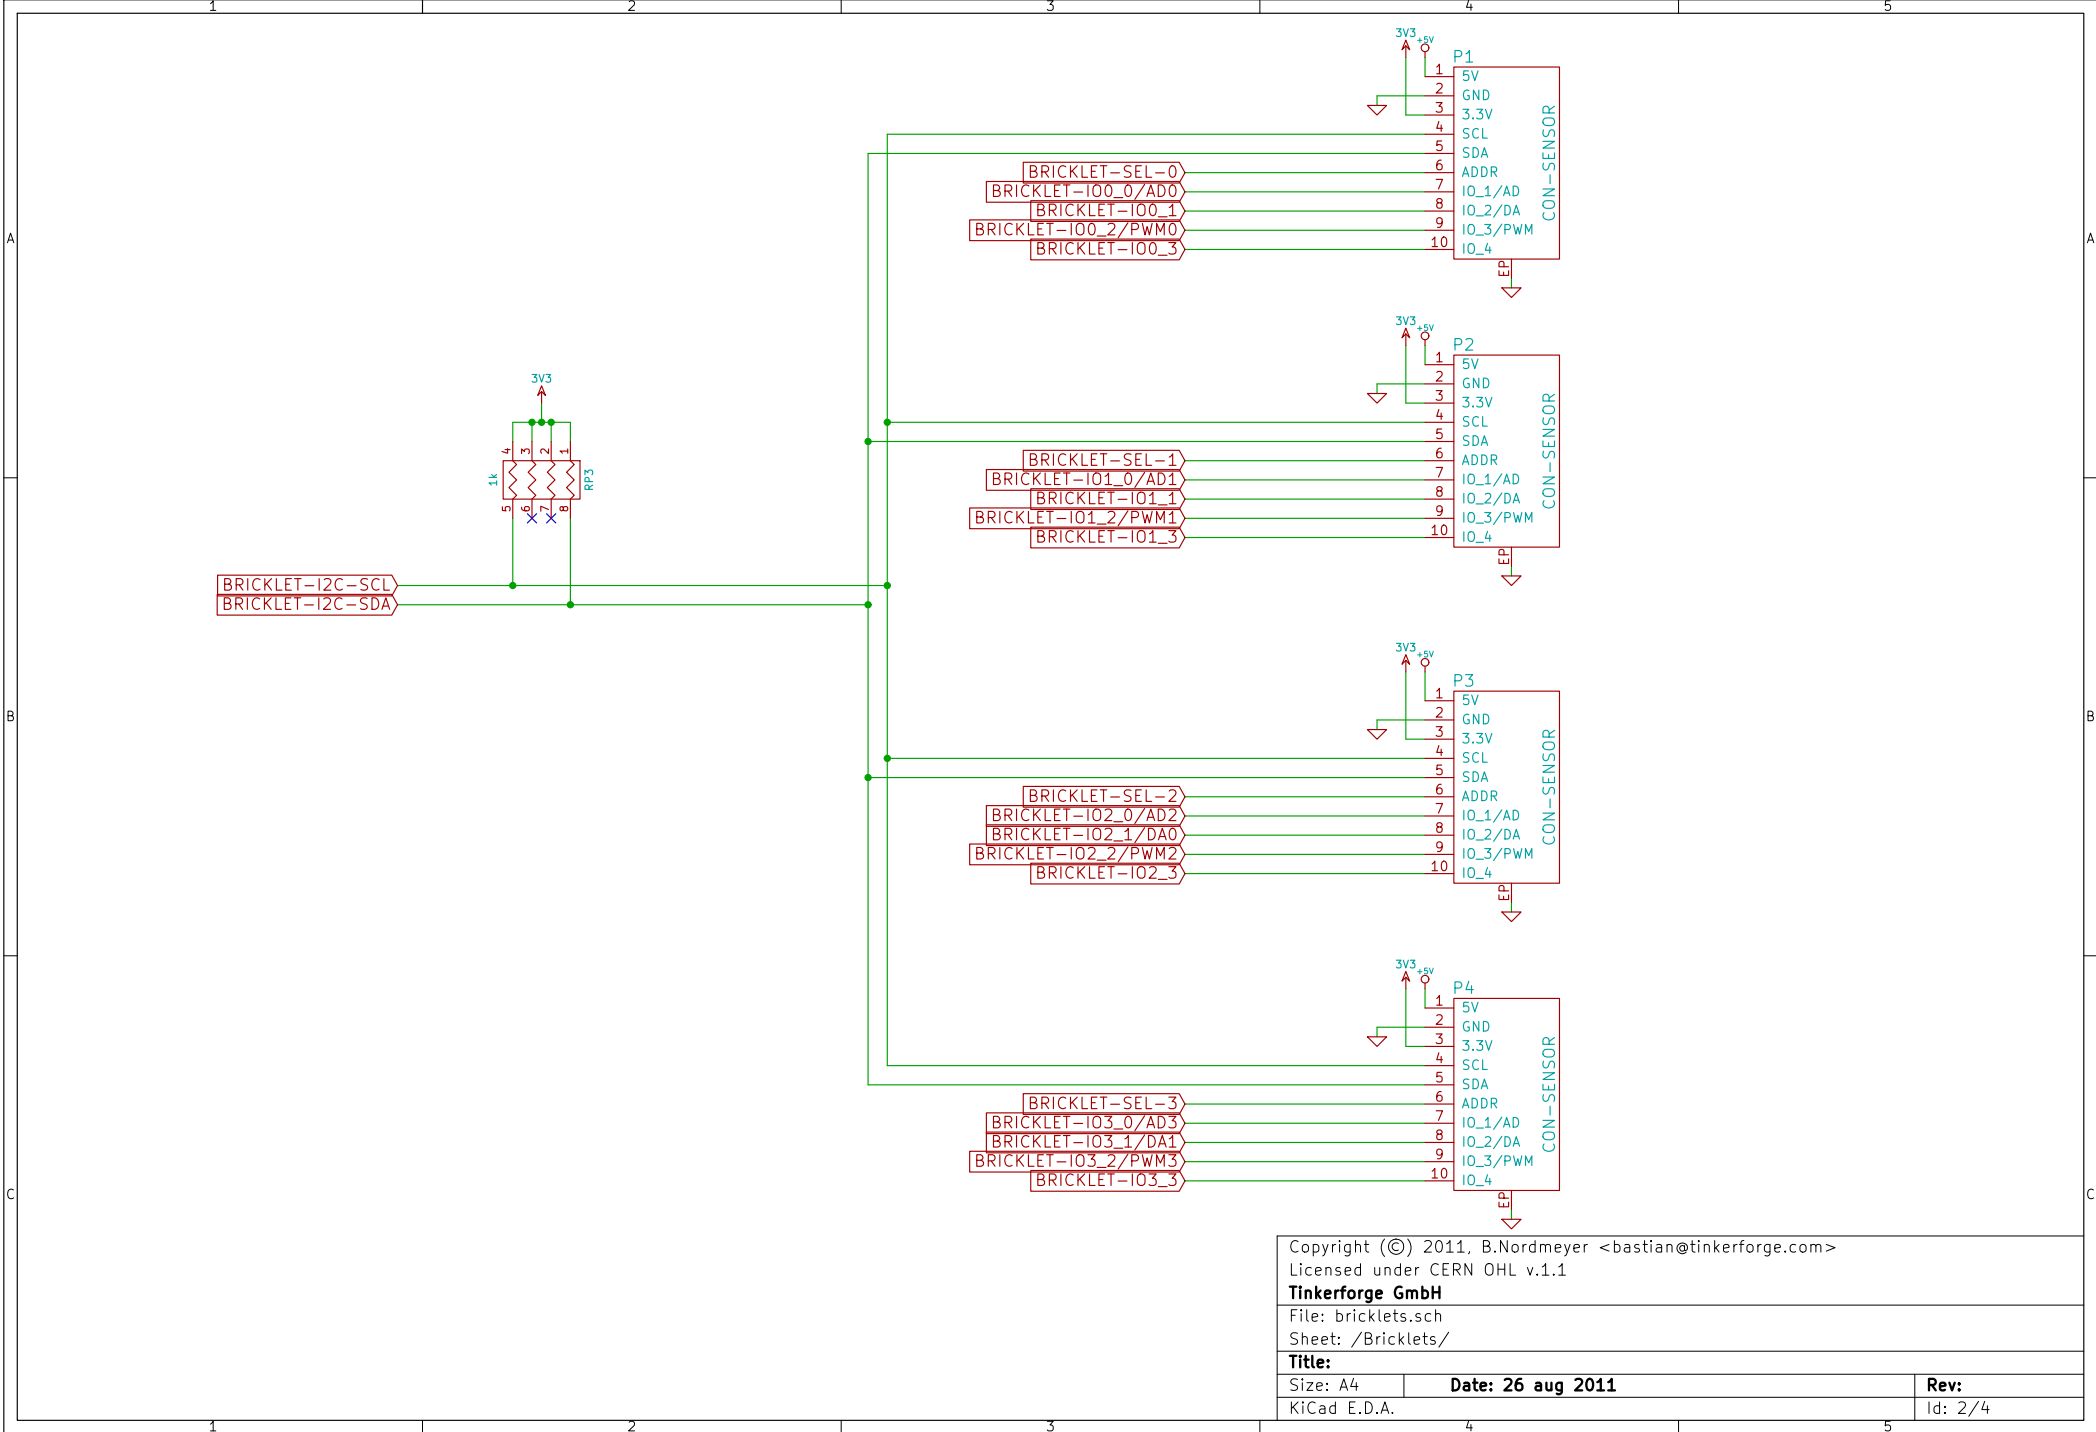 1 2 3 4 5
3V3 +5V
P1
1 5V
2 GND
3 3.3V
4 SCL
5 SDA
BRICKLET-SEL-0 6 ADDR
BRICKLET-IO0_0/AD0 7 IO_1/AD
BRICKLET-IO0_1 8 IO_2/DA
BRICKLET-IO0_2/PWM0 9 IO_3/PWM
BRICKLET-IO0_3 10 IO_4
CON-SENSOR
EP
A A
3V3 +5V
P2
1 5V
2 GND
3 3.3V
4 SCL
5 SDA
BRICKLET-SEL-1 6 ADDR
BRICKLET-IO1_0/AD1 7 IO_1/AD
BRICKLET-IO1_1 8 IO_2/DA
BRICKLET-IO1_2/PWM1 9 IO_3/PWM
BRICKLET-IO1_3 10 IO_4
CON-SENSOR
EP
3V3
4 3 2 1
1k RP3
5 6 7 8
BRICKLET-I2C-SCL
BRICKLET-I2C-SDA
3V3 +5V
P3
1 5V
2 GND
3 3.3V
4 SCL
5 SDA
BRICKLET-SEL-2 6 ADDR
BRICKLET-IO2_0/AD2 7 IO_1/AD
BRICKLET-IO2_1/DA0 8 IO_2/DA
BRICKLET-IO2_2/PWM2 9 IO_3/PWM
BRICKLET-IO2_3 10 IO_4
CON-SENSOR
EP
B B
3V3 +5V
P4
1 5V
2 GND
3 3.3V
4 SCL
5 SDA
BRICKLET-SEL-3 6 ADDR
BRICKLET-IO3_0/AD3 7 IO_1/AD
BRICKLET-IO3_1/DA1 8 IO_2/DA
BRICKLET-IO3_2/PWM3 9 IO_3/PWM
BRICKLET-IO3_3 10 IO_4
CON-SENSOR
EP
C C
Copyright (©) 2011, B.Nordmeyer <bastian@tinkerforge.com>
Licensed under CERN OHL v.1.1
Tinkerforge GmbH
File: bricklets.sch
Sheet: /Bricklets/
Title:
Size: A4 Date: 26 aug 2011 Rev:
KiCad E.D.A. Id: 2/4
1 2 3 4 5